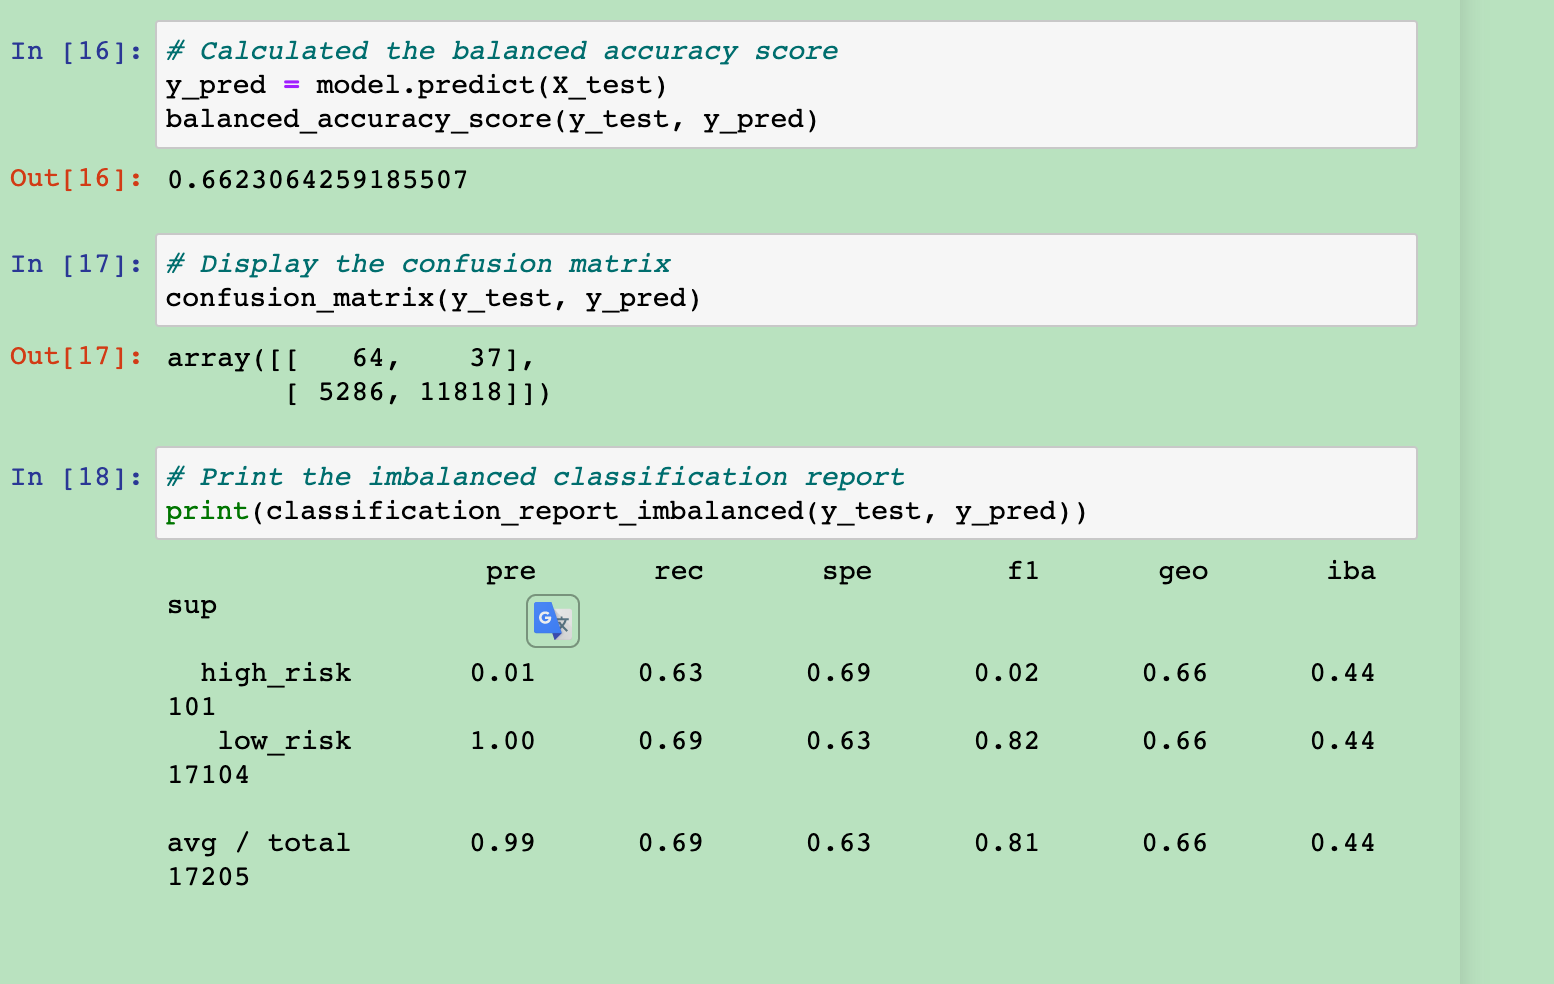 In [16]: # Calculated the balanced accuracy score
y_pred = model.predict(X_test)
balanced_accuracy_score(y_test, y_pred)
Out[16]: 0.6623064259185507
In [17]: # Display the confusion matrix
confusion_matrix(y_test, y_pred)
Out[17]: array([[   64,    37],
       [ 5286, 11818]])
In [18]: # Print the imbalanced classification report
print(classification_report_imbalanced(y_test, y_pred))
                   pre       rec       spe        f1       geo       iba
sup
G 文
  high_risk       0.01      0.63      0.69      0.02      0.66      0.44
101
   low_risk       1.00      0.69      0.63      0.82      0.66      0.44
17104
avg / total       0.99      0.69      0.63      0.81      0.66      0.44
17205